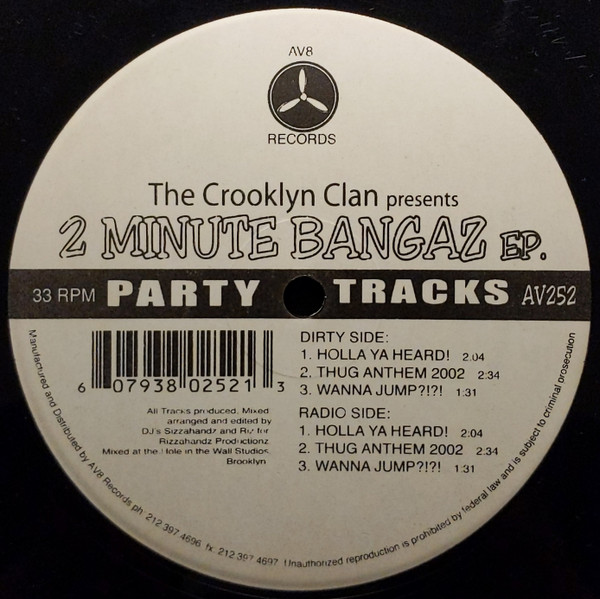 AV8
RECORDS
The Crooklyn Clan presents
2 MINUTE BANGAZ EP.
33 RPM PARTY TRACKS AV252
6 07938 02521 3
All Tracks produced, Mixed
arranged and edited by
DJ's Sizzahandz and Riz for
Rizzahandz Productionz
Mixed at the Hole in the Wall Studios,
Brooklyn
DIRTY SIDE:
1. HOLLA YA HEARD! 2:04
2. THUG ANTHEM 2002 2:34
3. WANNA JUMP?!?! 1:31
RADIO SIDE:
1. HOLLA YA HEARD! 2:04
2. THUG ANTHEM 2002 2:34
3. WANNA JUMP?!?! 1:31
Manufactured and Distributed by AV8 Records ph: 212.397.4696 fx: 212.397.4697 Unauthorized reproduction is prohibited by federal law and is subject to criminal prosecution